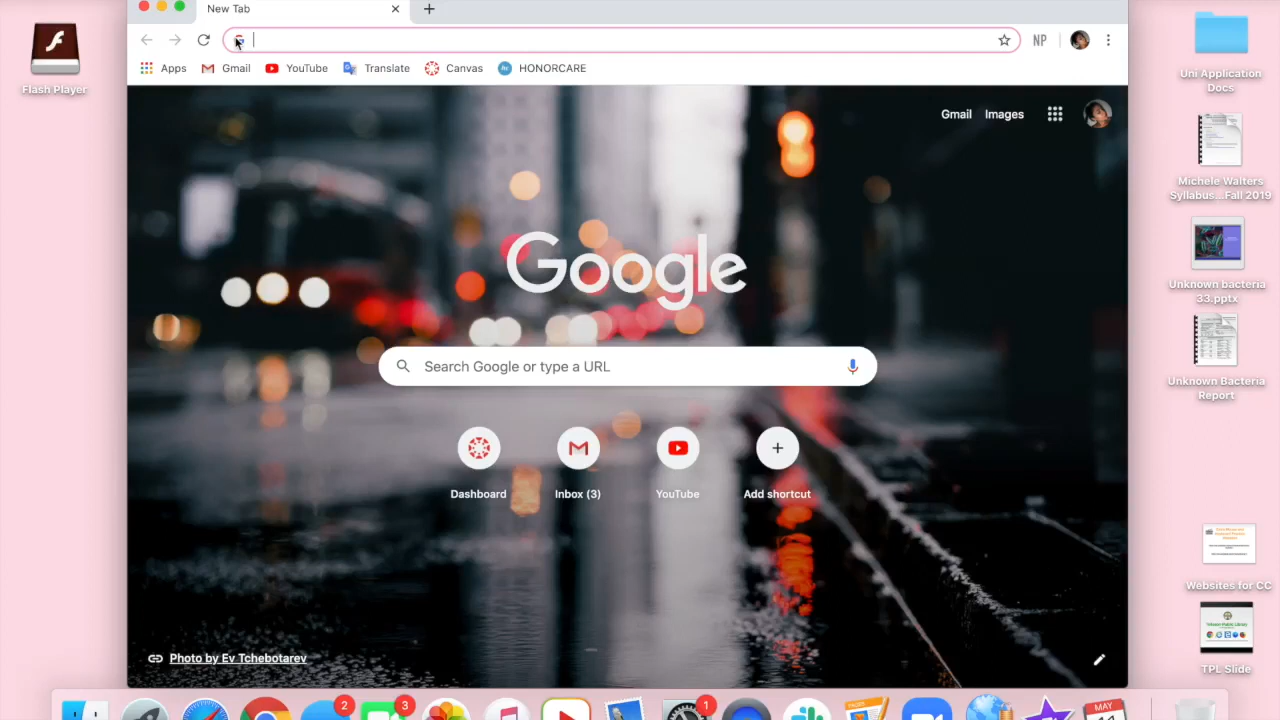 New Tab
NP
Apps
Gmail
YouTube
Translate
Canvas
HONORCARE
Gmail
Images
Google
Search Google or type a URL
Dashboard
Inbox (3)
YouTube
Add shortcut
Photo by Ev Tchebotarev
Flash Player
Uni Application
Docs
Michele Walters
Syllabus...Fall 2019
Unknown bacteria
33.pptx
Unknown Bacteria
Report
Websites for CC
TPL Slide
2
3
1
MAY